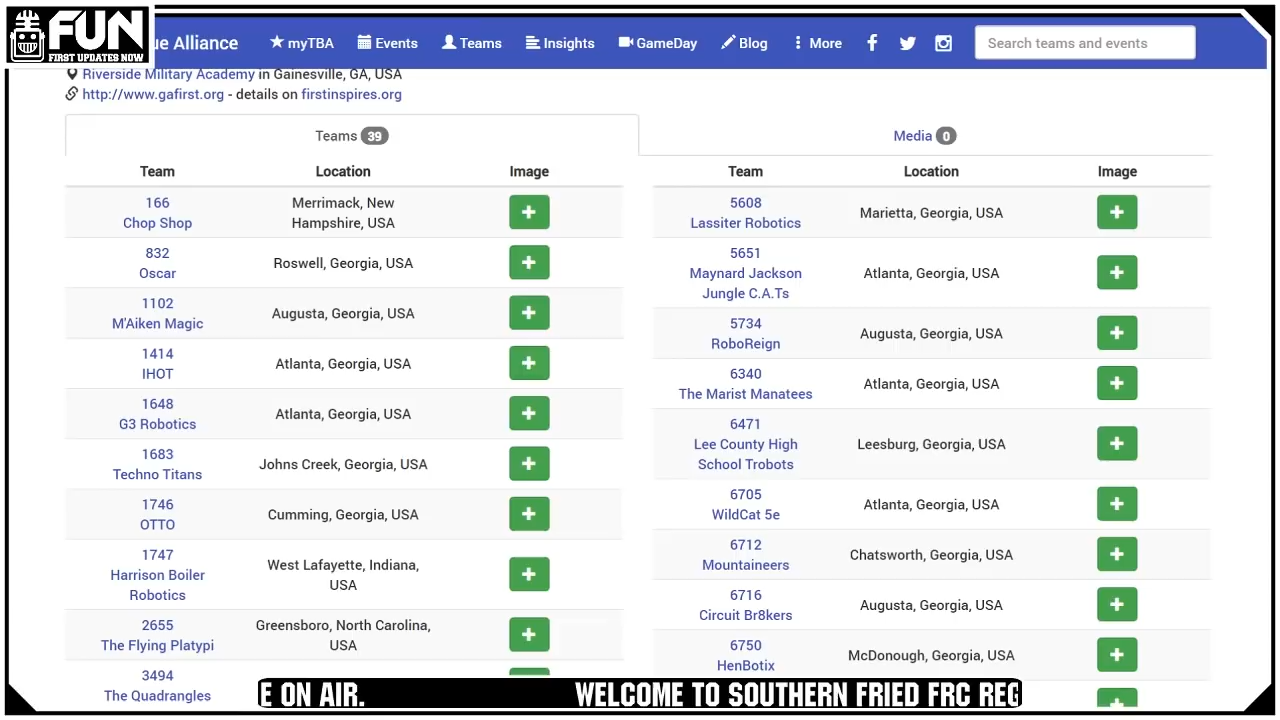 FUN
FIRST UPDATES NOW
ue Alliance
myTBA
Events
Teams
Insights
GameDay
Blog
More
Search teams and events
Riverside Military Academy in Gainesville, GA, USA
http://www.gafirst.org - details on firstinspires.org
Teams 39
Media 0
Team Location Image
166
Chop Shop
Merrimack, New
Hampshire, USA
832
Oscar
Roswell, Georgia, USA
1102
M'Aiken Magic
Augusta, Georgia, USA
1414
IHOT
Atlanta, Georgia, USA
1648
G3 Robotics
Atlanta, Georgia, USA
1683
Techno Titans
Johns Creek, Georgia, USA
1746
OTTO
Cumming, Georgia, USA
1747
Harrison Boiler
Robotics
West Lafayette, Indiana,
USA
2655
The Flying Platypi
Greensboro, North Carolina,
USA
3494
The Quadrangles
Team Location Image
5608
Lassiter Robotics
Marietta, Georgia, USA
5651
Maynard Jackson
Jungle C.A.Ts
Atlanta, Georgia, USA
5734
RoboReign
Augusta, Georgia, USA
6340
The Marist Manatees
Atlanta, Georgia, USA
6471
Lee County High
School Trobots
Leesburg, Georgia, USA
6705
WildCat 5e
Atlanta, Georgia, USA
6712
Mountaineers
Chatsworth, Georgia, USA
6716
Circuit Br8kers
Augusta, Georgia, USA
6750
HenBotix
McDonough, Georgia, USA
E ON AIR. WELCOME TO SOUTHERN FRIED FRC REG